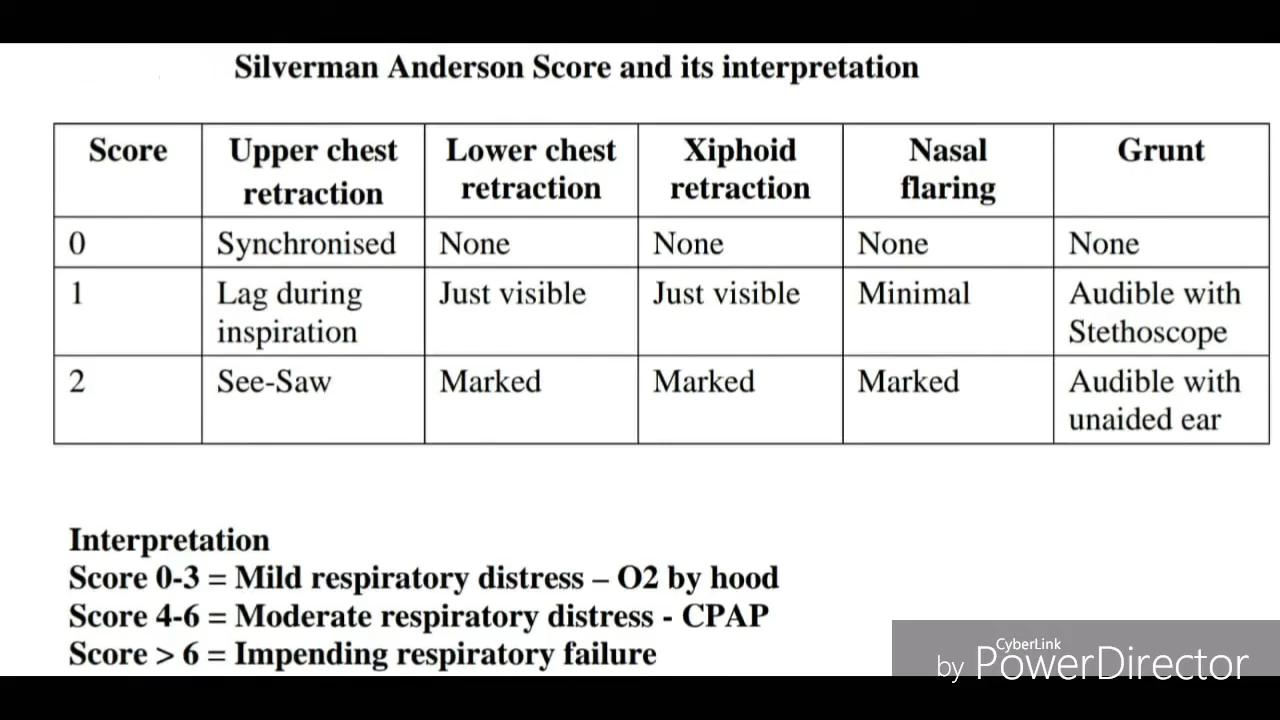 Silverman Anderson Score and its interpretation
Score Upper chest retraction Lower chest retraction Xiphoid retraction Nasal flaring Grunt
0 Synchronised None None None None
1 Lag during inspiration Just visible Just visible Minimal Audible with Stethoscope
2 See-Saw Marked Marked Marked Audible with unaided ear
Interpretation
Score 0-3 = Mild respiratory distress – O2 by hood
Score 4-6 = Moderate respiratory distress - CPAP
Score > 6 = Impending respiratory failure
CyberLink
by PowerDirector